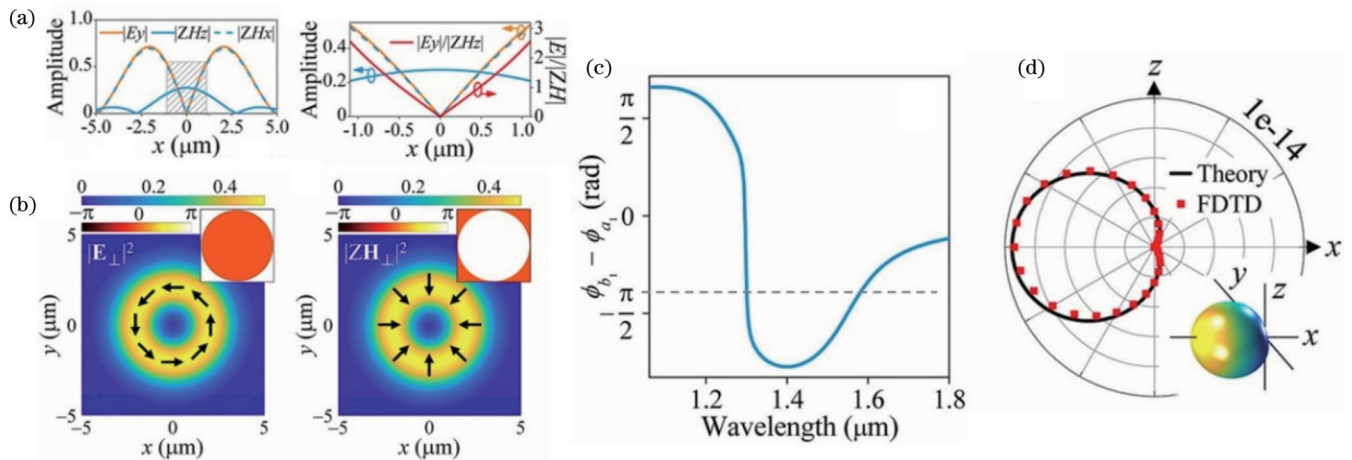 (a)
1.0
0.5
0
Amplitude
|Ey| |ZHz| |ZHx|
-5.0 -2.5 0 2.5 5.0
x (μm)
0.4
0.2
0
Amplitude
|Ey|/|ZHz|
3
2
1
0
|E|/|ZH|
-1.0 -0.5 0 0.5 1.0
x (μm)
(b)
0 0.2 0.4
−π 0 π
5
0
−5
y (μm)
|E⊥|²
−5 0 5
x (μm)
0 0.2 0.4
−π 0 π
5
0
−5
y (μm)
|ZH⊥|²
−5 0 5
x (μm)
(c)
π/2
0
−π/2
π
ϕb1 − ϕa1 (rad)
1.2 1.4 1.6 1.8
Wavelength (μm)
(d)
z
1e-14
Theory
FDTD
x
y
z
x